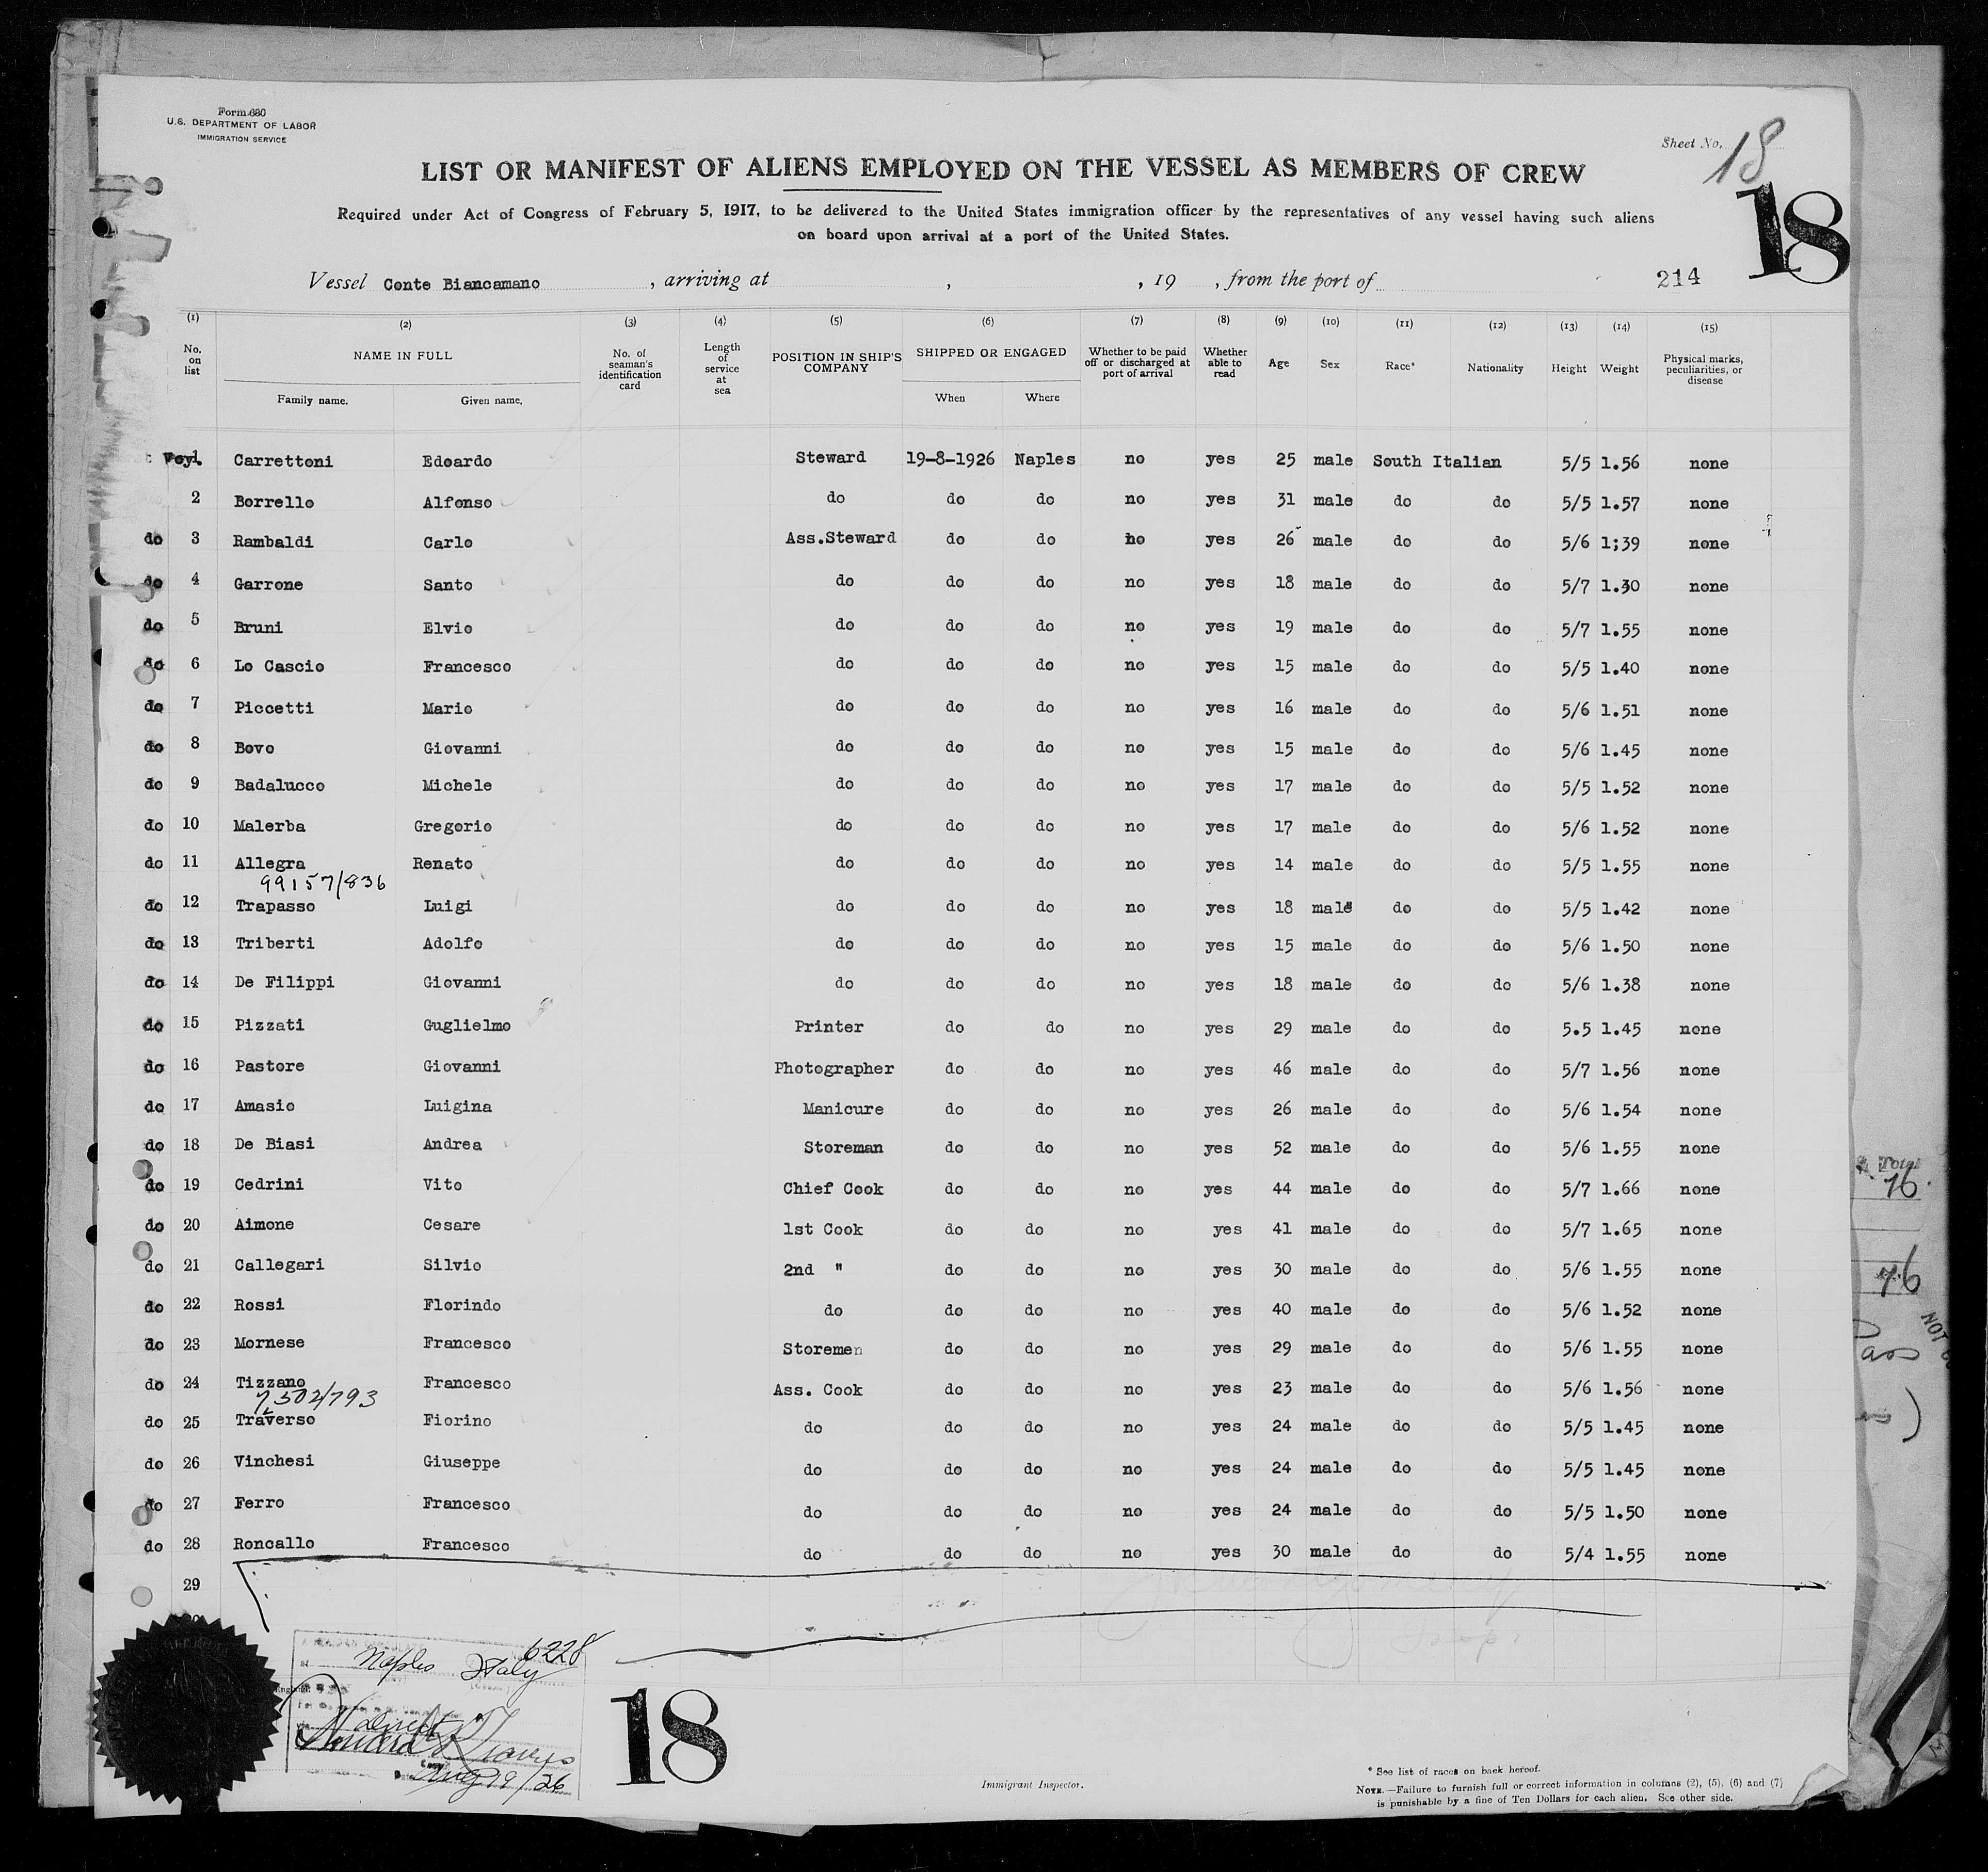 Form 680
U.S. DEPARTMENT OF LABOR
IMMIGRATION SERVICE
Sheet No. 18
18
LIST OR MANIFEST OF ALIENS EMPLOYED ON THE VESSEL AS MEMBERS OF CREW
Required under Act of Congress of February 5, 1917, to be delivered to the United States immigration officer by the representatives of any vessel having such aliens
on board upon arrival at a port of the United States.
Vessel Conte Biancamano , arriving at , , 19 , from the port of 214
(1) (2) (3) (4) (5) (6) (7) (8) (9) (10) (11) (12) (13) (14) (15)
No. on list NAME IN FULL Family name. Given name. No. of seaman's identification card Length of service at sea POSITION IN SHIP'S COMPANY SHIPPED OR ENGAGED When Where Whether to be paid off or discharged at port of arrival Whether able to read Age Sex Race* Nationality Height Weight Physical marks, peculiarities, or disease
t Voy. 1 Carrettoni Edoardo Steward 19-8-1926 Naples no yes 25 male South Italian 5/5 1.56 none
2 Borrello Alfonso do do do no yes 31 male do do 5/5 1.57 none
do 3 Rambaldi Carlo Ass.Steward do do no yes 26 male do do 5/6 1;39 none
do 4 Garrone Santo do do do no yes 18 male do do 5/7 1.30 none
do 5 Bruni Elvio do do do no yes 19 male do do 5/7 1.55 none
do 6 Lo Cascio Francesco do do do no yes 15 male do do 5/5 1.40 none
do 7 Piccetti Mario do do do no yes 16 male do do 5/6 1.51 none
do 8 Bovo Giovanni do do do no yes 15 male do do 5/6 1.45 none
do 9 Badalucco Michele do do do no yes 17 male do do 5/5 1.52 none
do 10 Malerba Gregorio do do do no yes 17 male do do 5/6 1.52 none
do 11 Allegra Renato do do do no yes 14 male do do 5/5 1.55 none
99157/836
do 12 Trapasso Luigi do do do no yes 18 male do do 5/5 1.42 none
do 13 Triberti Adolfo do do do no yes 15 male do do 5/6 1.50 none
do 14 De Filippi Giovanni do do do no yes 18 male do do 5/6 1.38 none
do 15 Pizzati Guglielmo Printer do do no yes 29 male do do 5.5 1.45 none
do 16 Pastore Giovanni Photographer do do no yes 46 male do do 5/7 1.56 none
do 17 Amasio Luigina Manicure do do no yes 26 male do do 5/6 1.54 none
do 18 De Biasi Andrea Storeman do do no yes 52 male do do 5/6 1.55 none
do 19 Cedrini Vito Chief Cook do do no yes 44 male do do 5/7 1.66 none
do 20 Aimone Cesare 1st Cook do do no yes 41 male do do 5/7 1.65 none
do 21 Callegari Silvio 2nd " do do no yes 30 male do do 5/6 1.55 none
do 22 Rossi Florindo do do do no yes 40 male do do 5/6 1.52 none
do 23 Mornese Francesco Storemen do do no yes 29 male do do 5/6 1.55 none
do 24 Tizzano Francesco Ass. Cook do do no yes 23 male do do 5/6 1.56 none
7,502/793
do 25 Traverso Fiorino do do do no yes 24 male do do 5/5 1.45 none
do 26 Vinchesi Giuseppe do do do no yes 24 male do do 5/5 1.45 none
do 27 Ferro Francesco do do do no yes 24 male do do 5/5 1.50 none
do 28 Roncallo Francesco do do do no yes 30 male do do 5/4 1.55 none
29
Naples Italy 6228
direct
Aug 19/26
18
Immigrant Inspector.
* See list of races on back hereof.
NOTE.—Failure to furnish full or correct information in columns (2), (5), (6) and (7)
is punishable by a fine of Ten Dollars for each alien. See other side.
Total
76
76
NOT